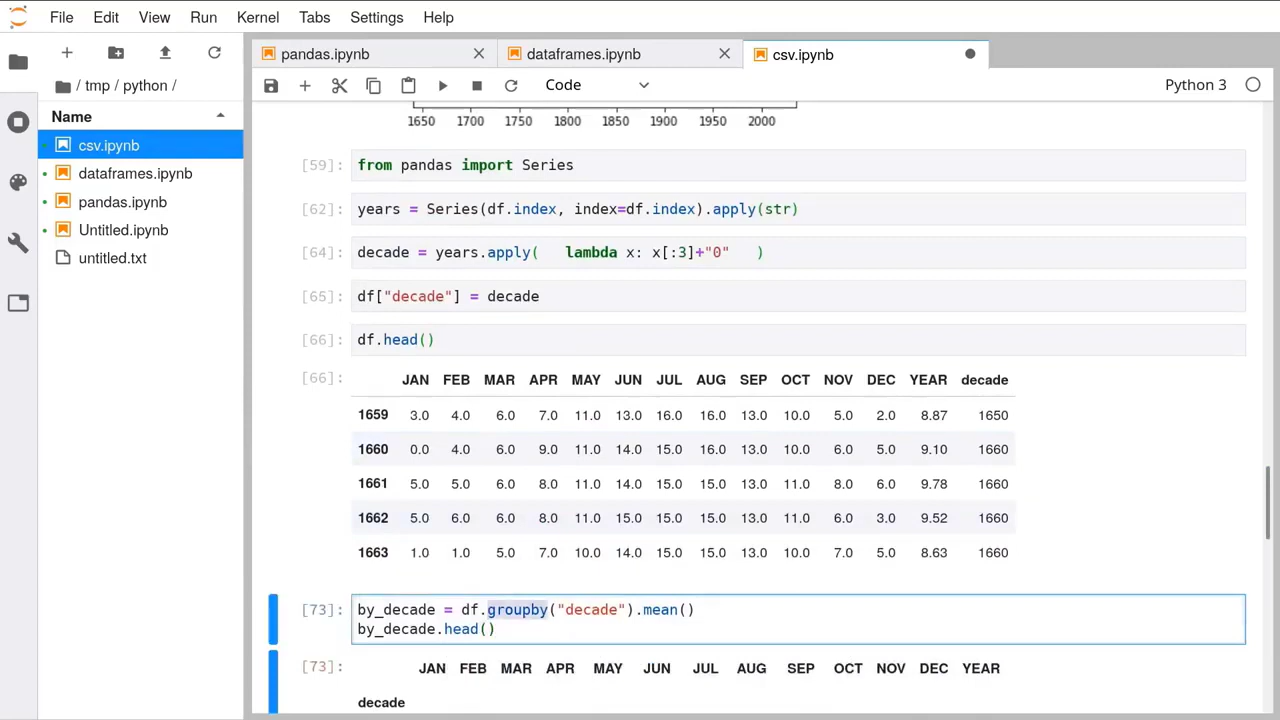 File Edit View Run Kernel Tabs Settings Help
pandas.ipynb
dataframes.ipynb
csv.ipynb
/ tmp / python /
Code
Python 3
Name
csv.ipynb
dataframes.ipynb
pandas.ipynb
Untitled.ipynb
untitled.txt
1650 1700 1750 1800 1850 1900 1950 2000
[59]: from pandas import Series
[62]: years = Series(df.index, index=df.index).apply(str)
[64]: decade = years.apply(   lambda x: x[:3]+"0"   )
[65]: df["decade"] = decade
[66]: df.head()
[66]: JAN FEB MAR APR MAY JUN JUL AUG SEP OCT NOV DEC YEAR decade
1659 3.0 4.0 6.0 7.0 11.0 13.0 16.0 16.0 13.0 10.0 5.0 2.0 8.87 1650
1660 0.0 4.0 6.0 9.0 11.0 14.0 15.0 16.0 13.0 10.0 6.0 5.0 9.10 1660
1661 5.0 5.0 6.0 8.0 11.0 14.0 15.0 15.0 13.0 11.0 8.0 6.0 9.78 1660
1662 5.0 6.0 6.0 8.0 11.0 15.0 15.0 15.0 13.0 11.0 6.0 3.0 9.52 1660
1663 1.0 1.0 5.0 7.0 10.0 14.0 15.0 15.0 13.0 10.0 7.0 5.0 8.63 1660
[73]: by_decade = df.groupby("decade").mean()
by_decade.head()
[73]: JAN FEB MAR APR MAY JUN JUL AUG SEP OCT NOV DEC YEAR
decade